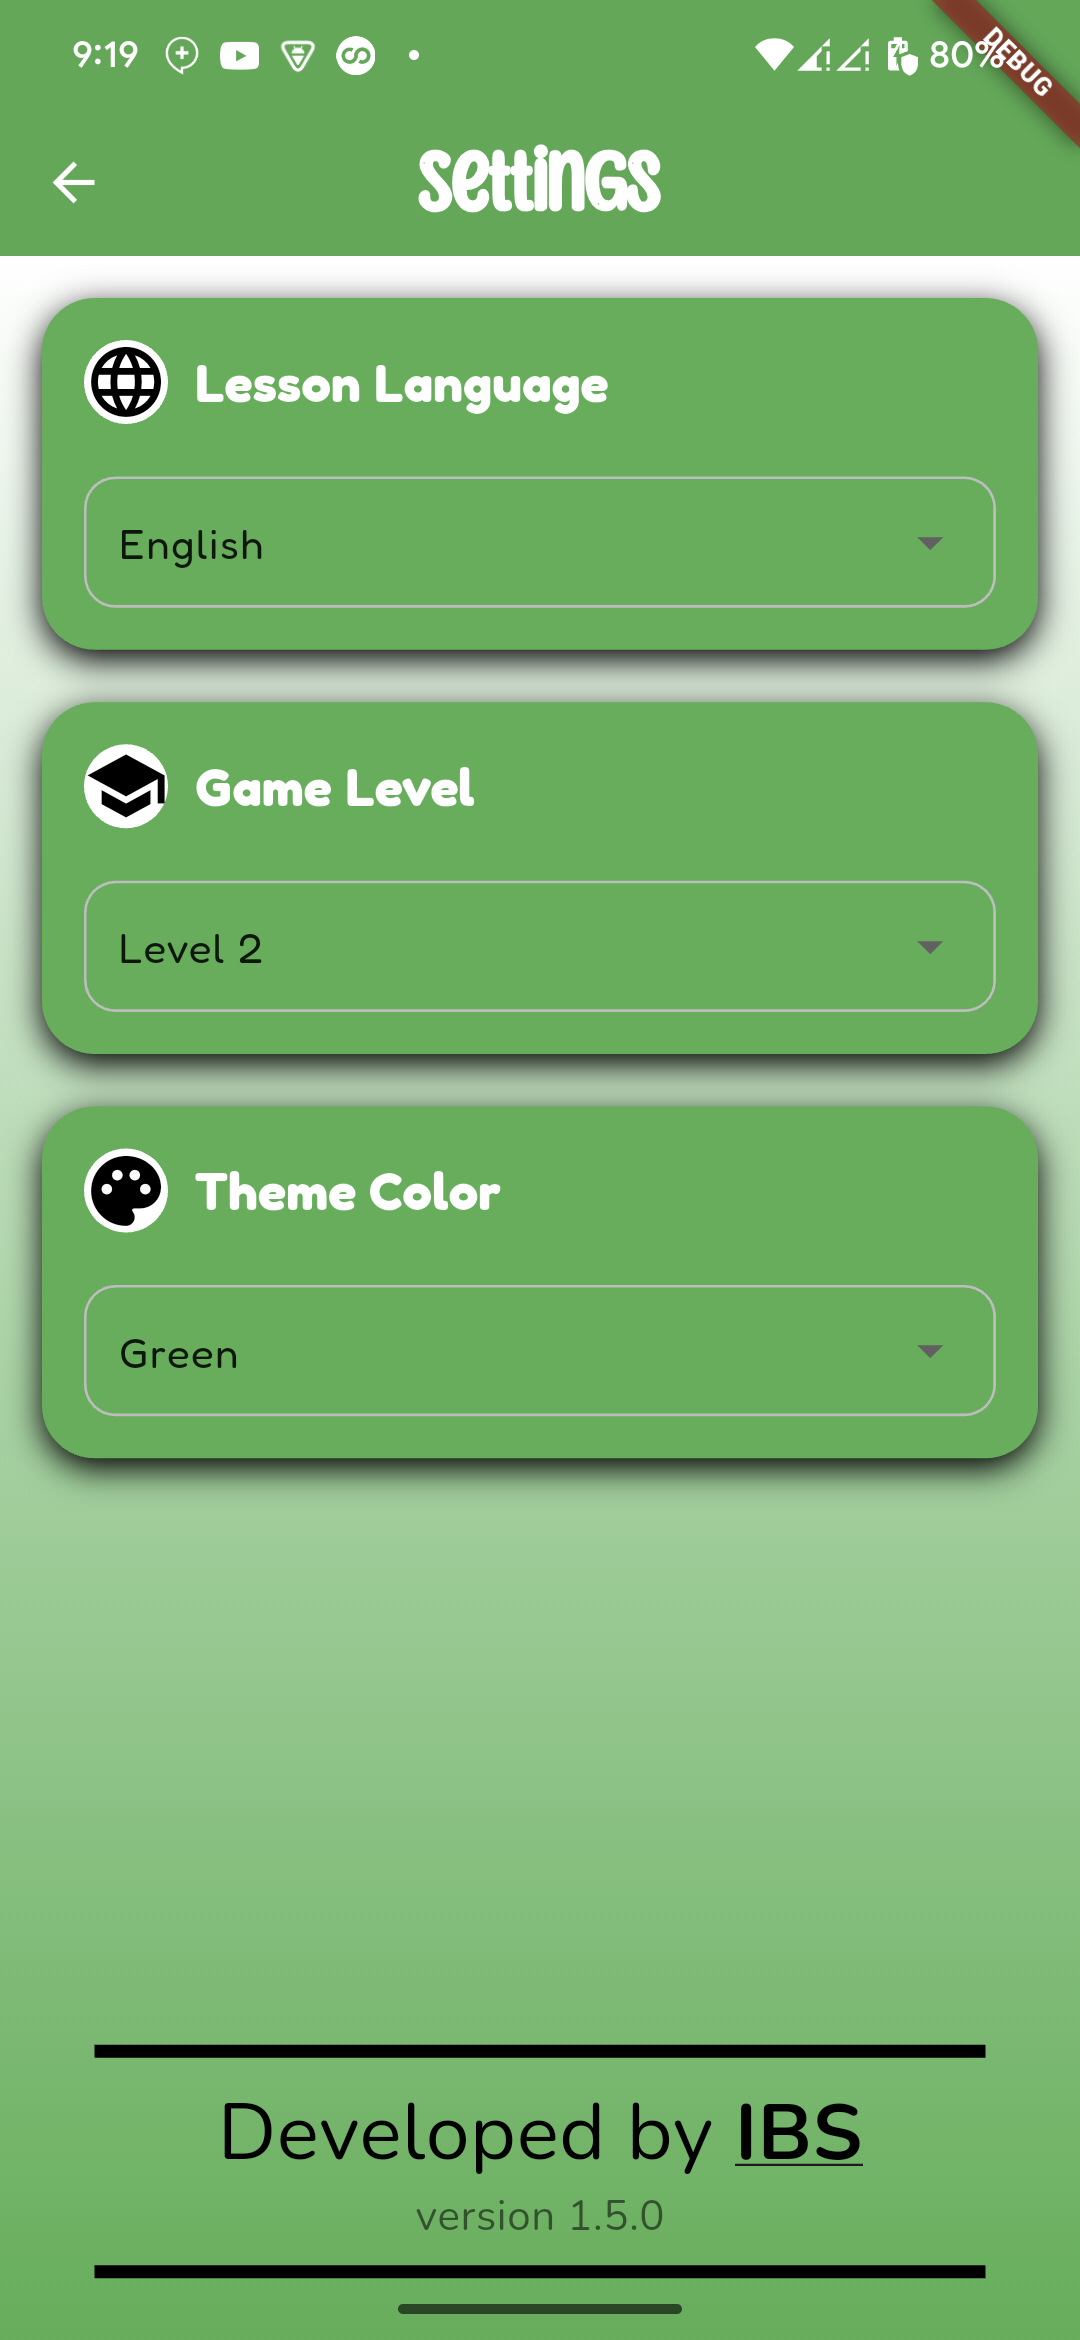 9:19
80%
DEBUG
settings
Lesson Language
English
Game Level
Level 2
Theme Color
Green
Developed by IBS
version 1.5.0